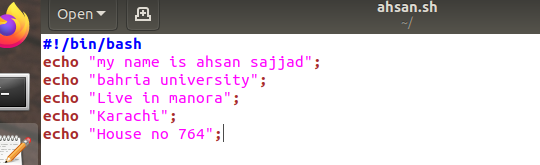 Open
ahsan.sh
~/
#!/bin/bash
echo "my name is ahsan sajjad";
echo "bahria university";
echo "Live in manora";
echo "Karachi";
echo "House no 764";